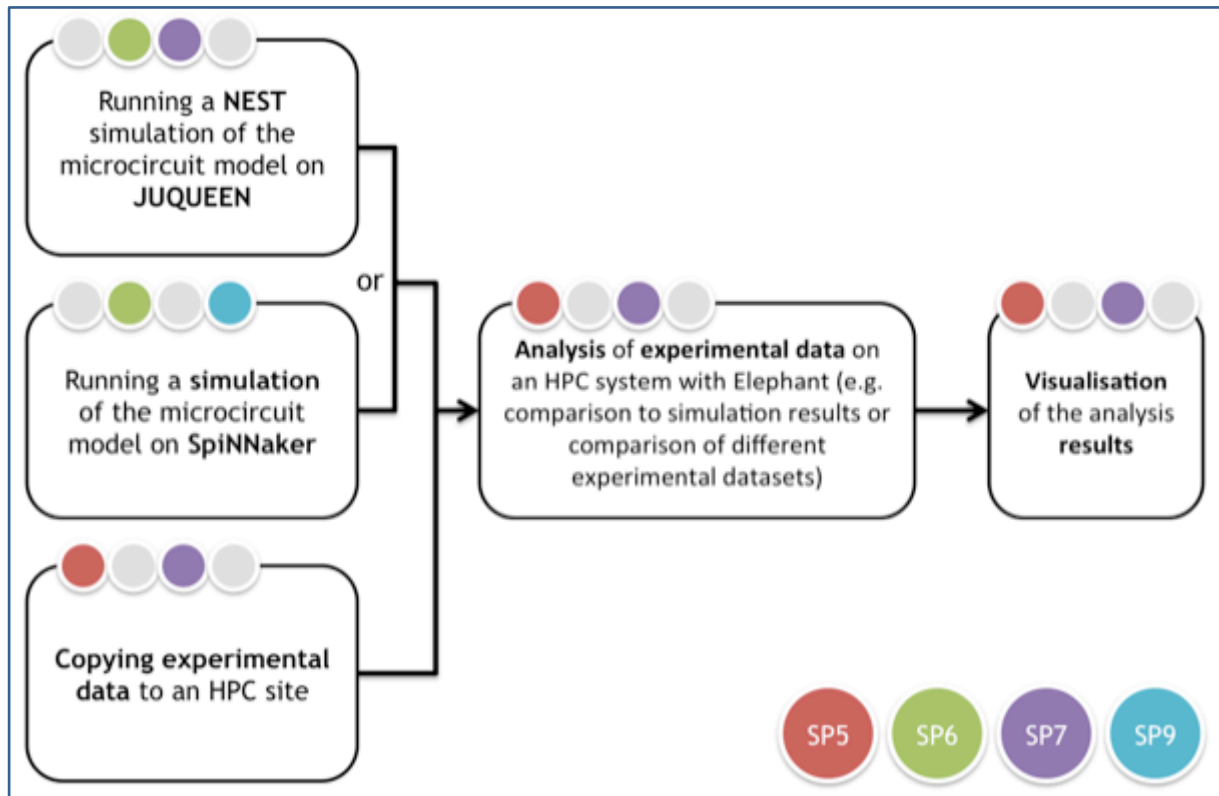 Running a NEST
simulation of the
microcircuit model on
JUQUEEN
or
Running a simulation
of the microcircuit
model on SpiNNaker
Copying experimental
data to an HPC site
Analysis of experimental data on
an HPC system with Elephant (e.g.
comparison to simulation results or
comparison of different
experimental datasets)
Visualisation
of the analysis
results
SP5 SP6 SP7 SP9